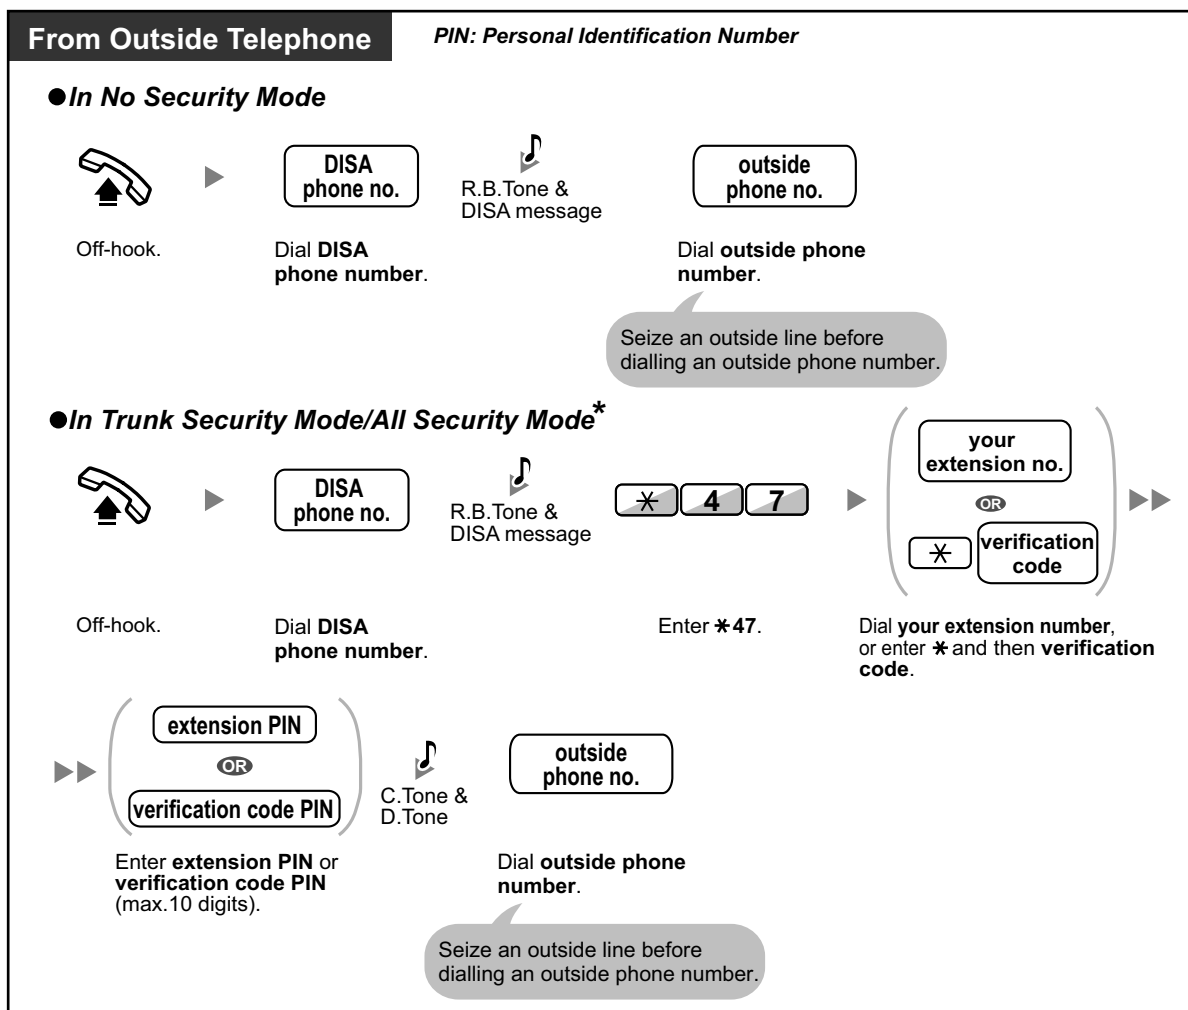 From Outside Telephone
PIN: Personal Identification Number
●In No Security Mode
DISA
phone no.
R.B.Tone &
DISA message
outside
phone no.
Off-hook.
Dial DISA
phone number.
Dial outside phone
number.
Seize an outside line before
dialling an outside phone number.
●In Trunk Security Mode/All Security Mode*
DISA
phone no.
R.B.Tone &
DISA message
* 4 7
your
extension no.
OR
* verification
code
Off-hook.
Dial DISA
phone number.
Enter *47.
Dial your extension number,
or enter * and then verification
code.
extension PIN
OR
verification code PIN
C.Tone &
D.Tone
outside
phone no.
Enter extension PIN or
verification code PIN
(max.10 digits).
Dial outside phone
number.
Seize an outside line before
dialling an outside phone number.